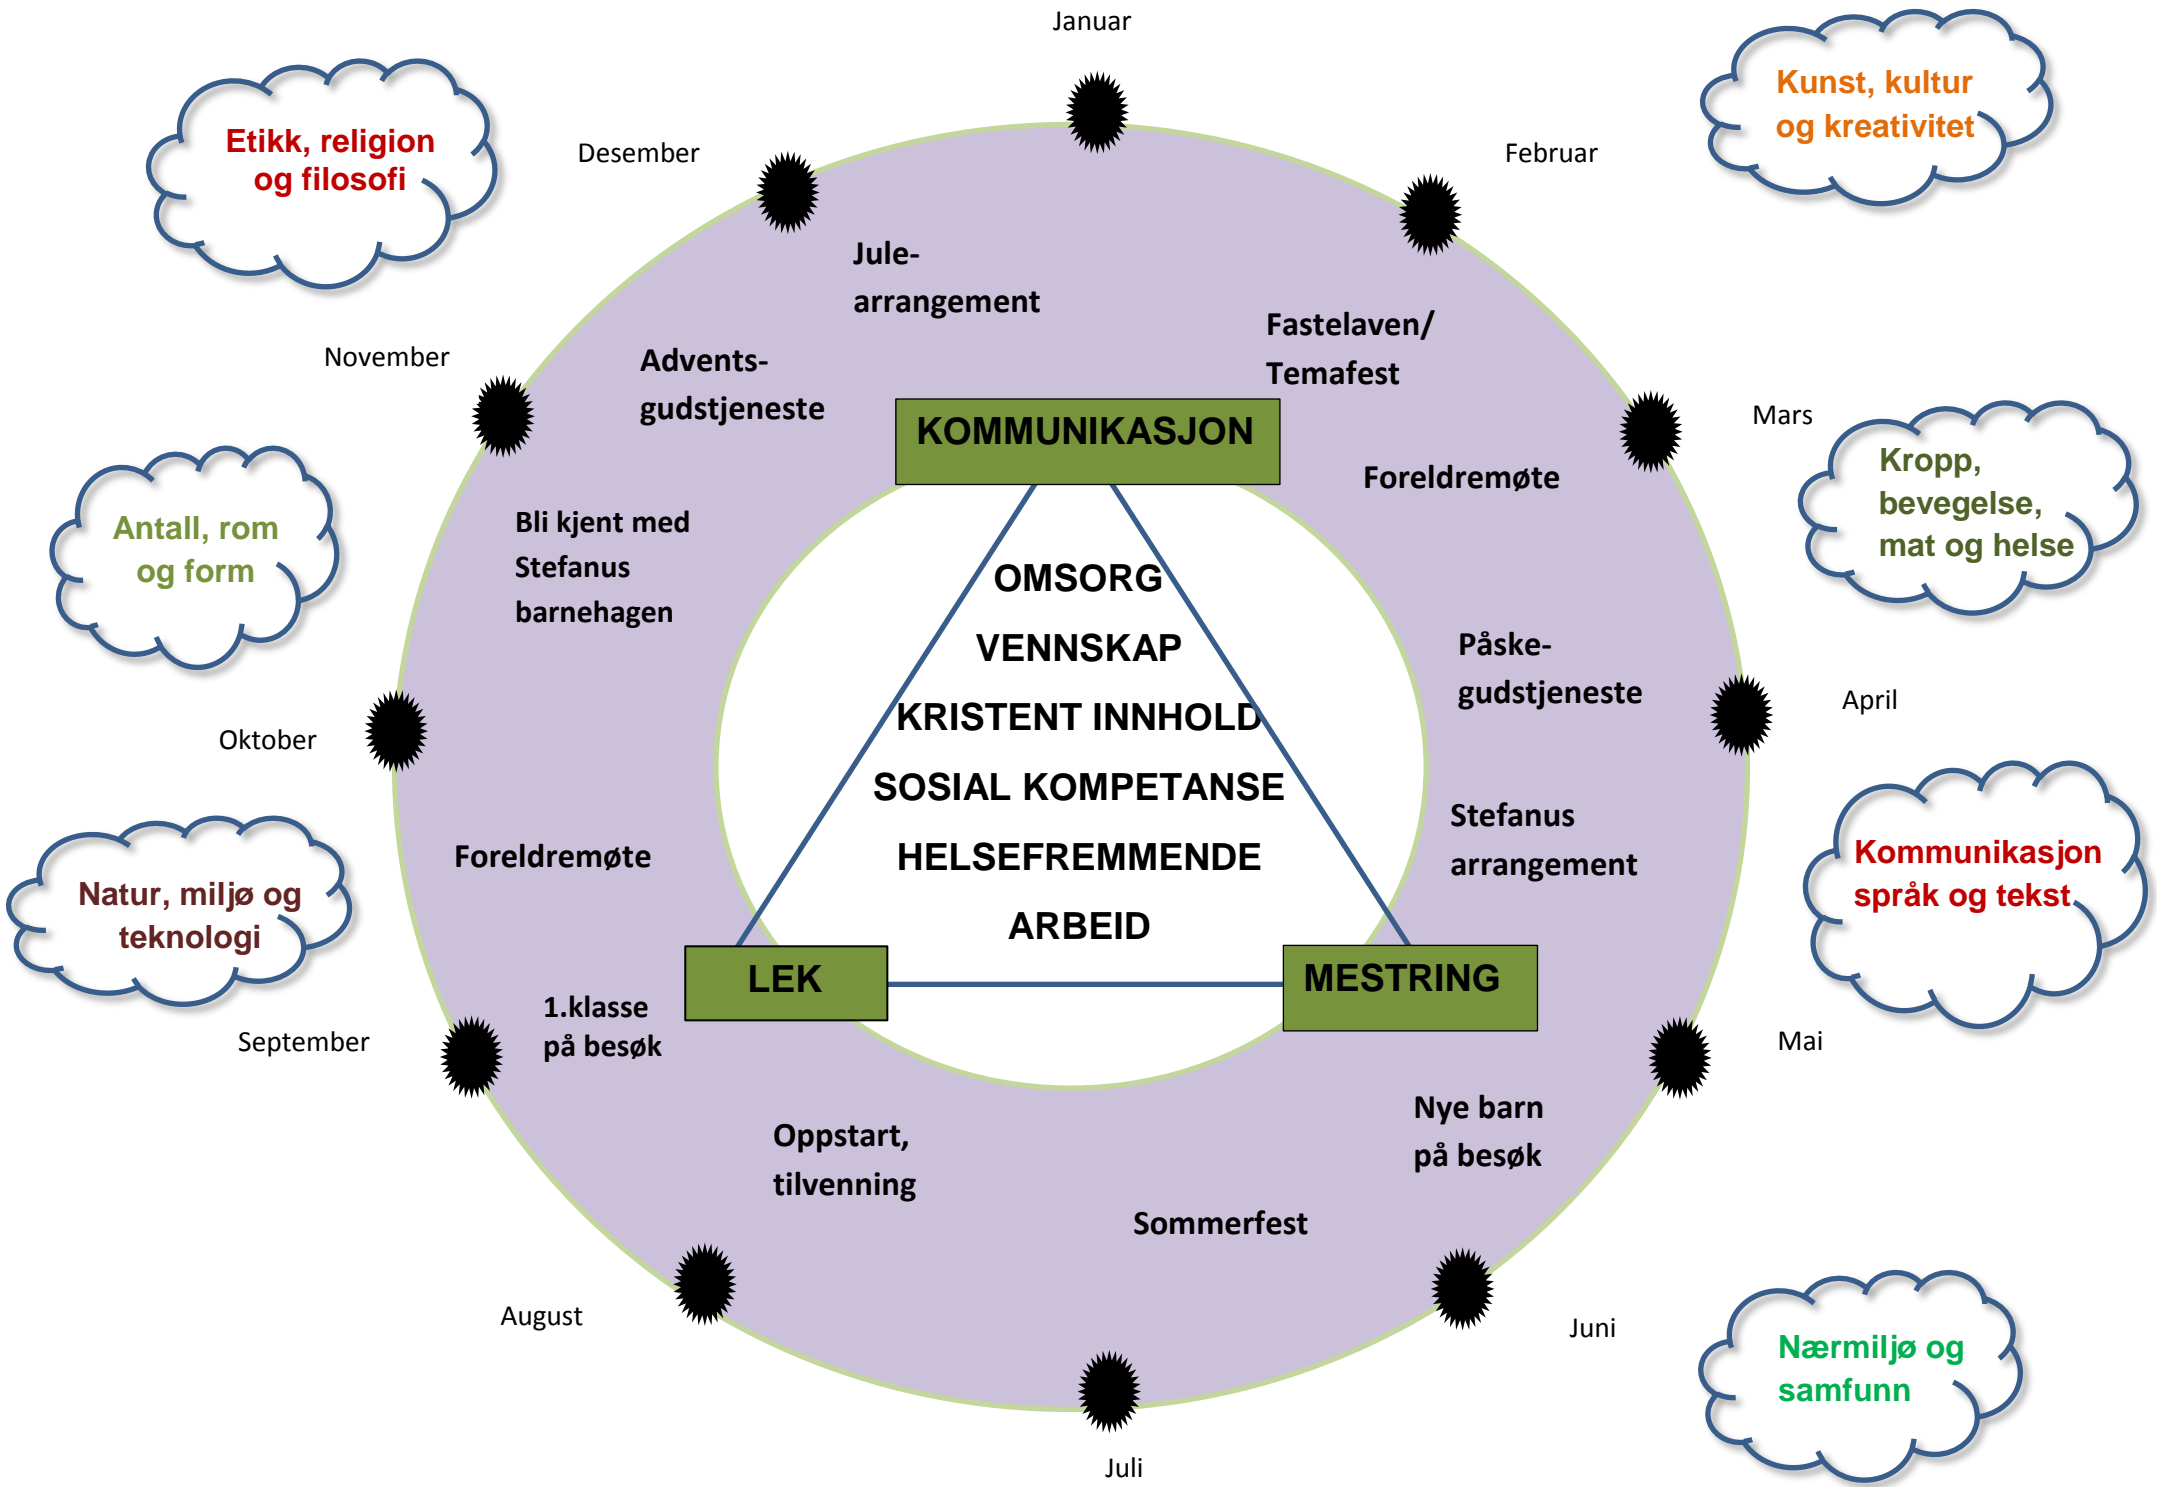 Januar
Kunst, kultur
og kreativitet
Etikk, religion
og filosofi
Desember
Februar
Jule-
arrangement
Fastelaven/
Temafest
November
Advents-
gudstjeneste
Mars
KOMMUNIKASJON
Foreldremøte
Kropp,
bevegelse,
mat og helse
Antall, rom
og form
Bli kjent med
Stefanus
barnehagen
OMSORG
VENNSKAP
KRISTENT INNHOLD
SOSIAL KOMPETANSE
HELSEFREMMENDE
ARBEID
Påske-
gudstjeneste
April
Oktober
Stefanus
arrangement
Kommunikasjon
språk og tekst
Foreldremøte
Natur, miljø og
teknologi
LEK
MESTRING
1.klasse
på besøk
September
Mai
Nye barn
på besøk
Oppstart,
tilvenning
Sommerfest
August
Juni
Nærmiljø og
samfunn
Juli